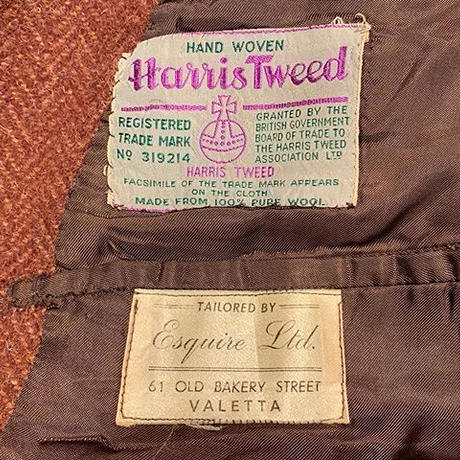 HAND WOVEN
Harris Tweed
REGISTERED
TRADE MARK
Nº 319214
GRANTED BY THE
BRITISH GOVERNMENT
BOARD OF TRADE TO
THE HARRIS TWEED
ASSOCIATION LTD
HARRIS TWEED
FACSIMILE OF THE TRADE MARK APPEARS
ON THE CLOTH
MADE FROM 100% PURE WOOL
TAILORED BY
Esquire Ltd.
61 OLD BAKERY STREET
VALETTA